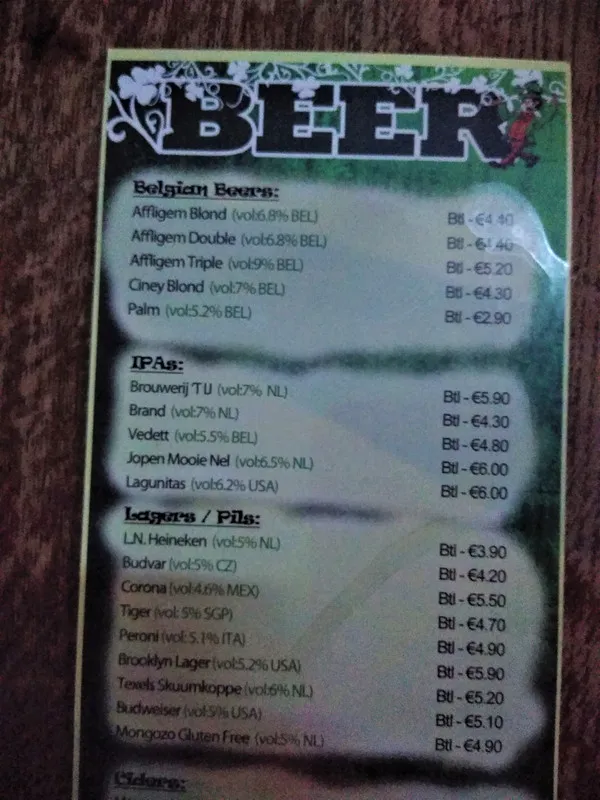 BEER
Belgian Beers:
Affligem Blond (vol:6.8% BEL) Btl - €4.40
Affligem Double (vol:6.8% BEL) Btl - €4.40
Affligem Triple (vol:9% BEL) Btl - €5.20
Ciney Blond (vol:7% BEL) Btl - €4.30
Palm (vol:5.2% BEL) Btl - €2.90
IPAs:
Brouwerij 'T IJ (vol:7% NL) Btl - €5.90
Brand (vol:7% NL) Btl - €4.30
Vedett (vol:5.5% BEL) Btl - €4.80
Jopen Mooie Nel (vol:6.5% NL) Btl - €6.00
Lagunitas (vol:6.2% USA) Btl - €6.00
Lagers / Pils:
L.N. Heineken (vol:5% NL) Btl - €3.90
Budvar (vol:5% CZ) Btl - €4.20
Corona (vol:4.6% MEX) Btl - €5.50
Tiger (vol: 5% SGP) Btl - €4.70
Peroni (vol: 5.1% ITA) Btl - €4.90
Brooklyn Lager (vol:5.2% USA) Btl - €5.90
Texels Skuumkoppe (vol:6% NL) Btl - €5.20
Budweiser (vol:5% USA) Btl - €5.10
Mongozo Gluten Free (vol:5% NL) Btl - €4.90
Ciders: